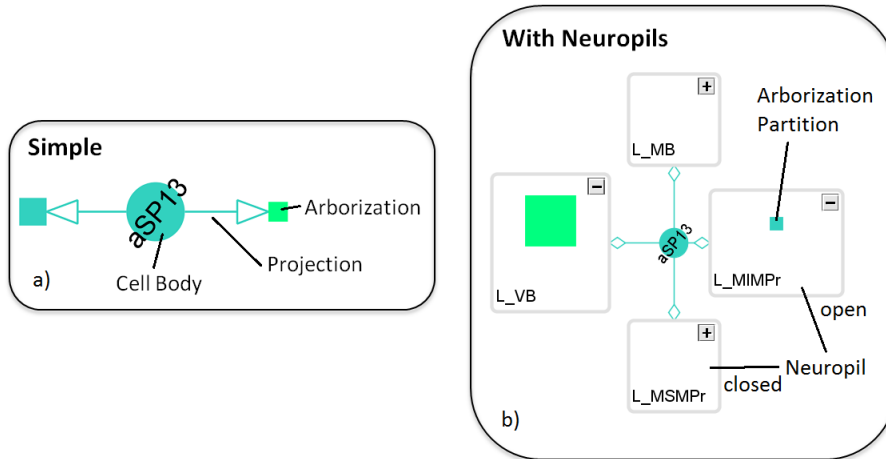 Simple
aSP13
Arborization
Projection
Cell Body
a)
With Neuropils
+
L_MB
Arborization
Partition
−
L_VB
aSP13
−
L_MIMPr
open
+
L_MSMPr
closed
Neuropil
b)